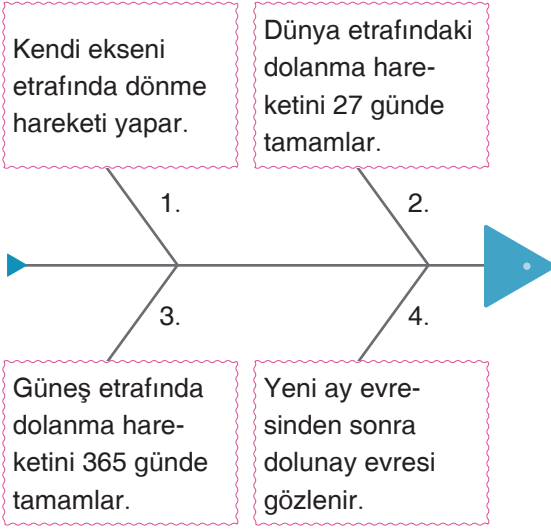 Kendi ekseni
etrafında dönme
hareketi yapar.
Dünya etrafındaki
dolanma hare-
ketini 27 günde
tamamlar.
1.
2.
3.
4.
Güneş etrafında
dolanma hare-
ketini 365 günde
tamamlar.
Yeni ay evre-
sinden sonra
dolunay evresi
gözlenir.